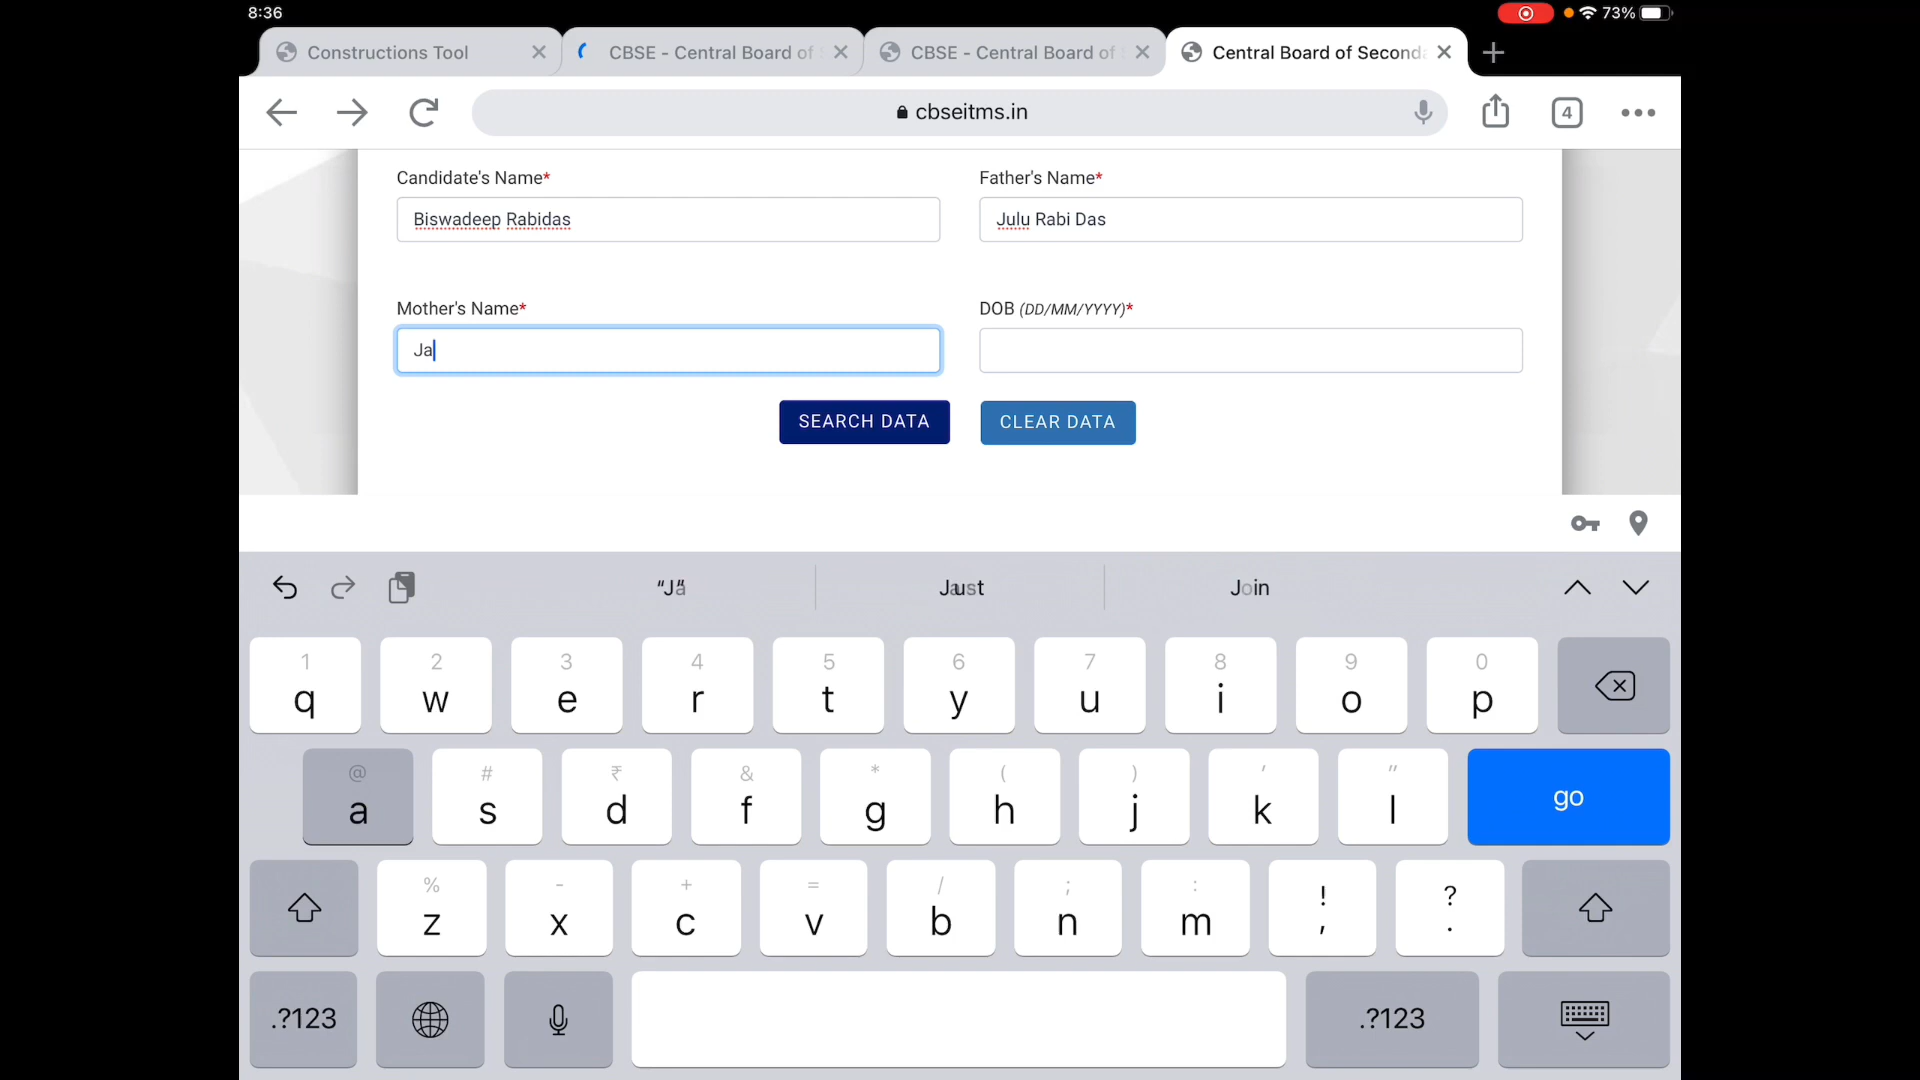 8:36 73%
Constructions Tool CBSE - Central Board of CBSE - Central Board of Central Board of Second
cbseitms.in 4
Candidate's Name* Father's Name*
Biswadeep Rabidas Julu Rabi Das
Mother's Name* DOB (DD/MM/YYYY)*
Ja
SEARCH DATA CLEAR DATA
Just Join
1 2 3 4 5 6 7 8 9 0
q w e r t y u i o p
@ # ₹ & * ( ) ' "
a s d f g h j k l go
% - + = / ; : ! ?
z x c v b n m , .
.?123 .?123